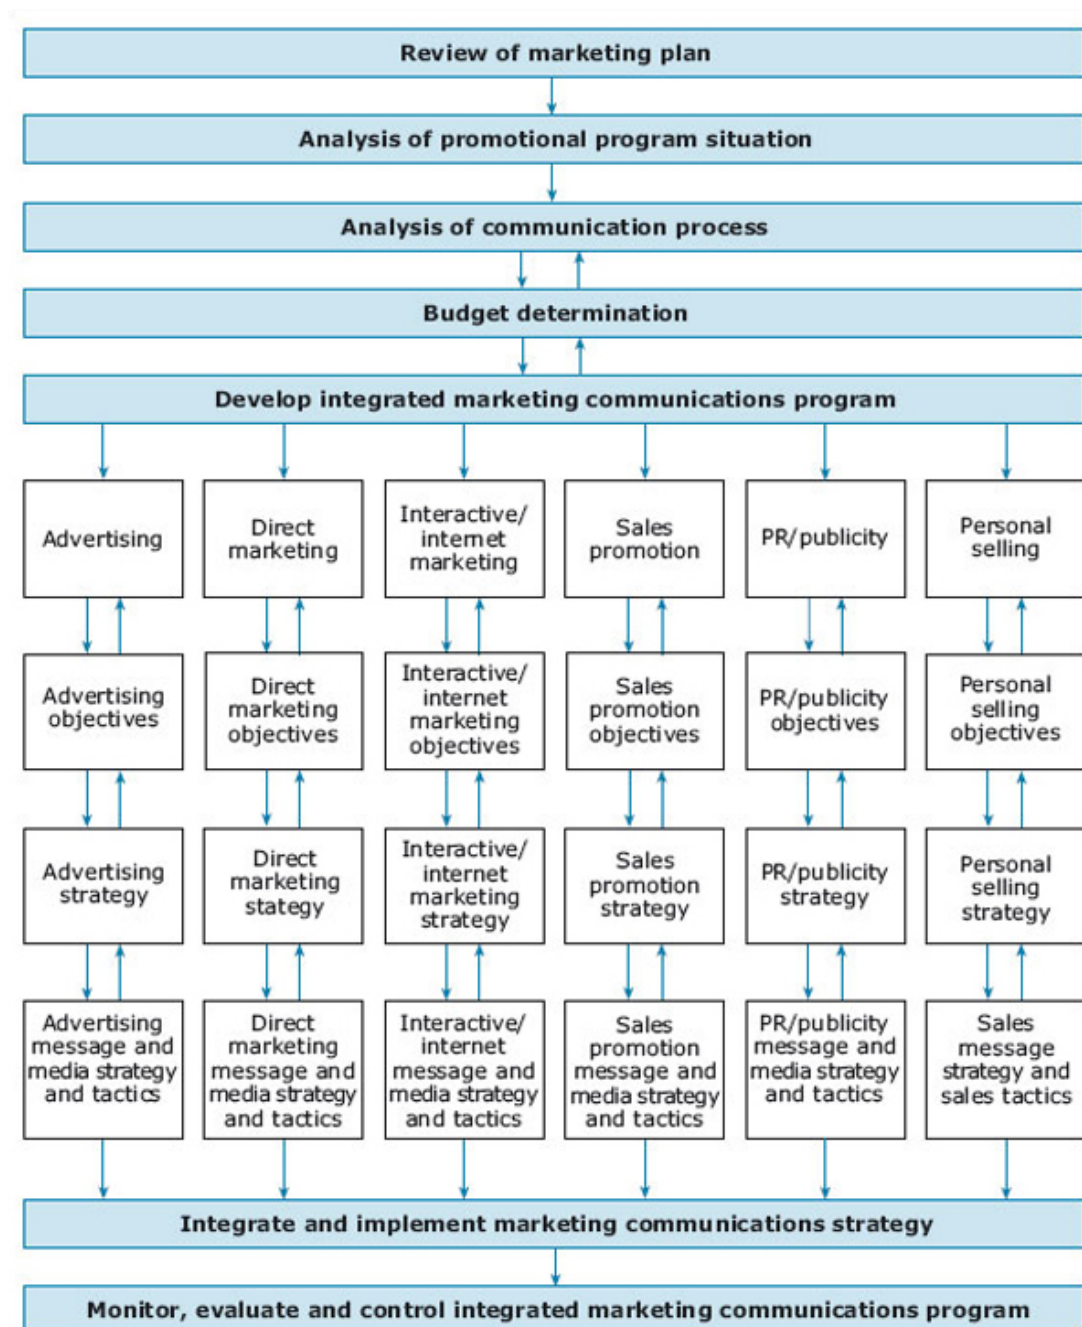 Review of marketing plan
Analysis of promotional program situation
Analysis of communication process
Budget determination
Develop integrated marketing communications program
Advertising
Direct
marketing
Interactive/
internet
marketing
Sales
promotion
PR/publicity
Personal
selling
Advertising
objectives
Direct
marketing
objectives
Interactive/
internet
marketing
objectives
Sales
promotion
objectives
PR/publicity
objectives
Personal
selling
objectives
Advertising
strategy
Direct
marketing
stategy
Interactive/
internet
marketing
strategy
Sales
promotion
strategy
PR/publicity
strategy
Personal
selling
strategy
Advertising
message and
media strategy
and tactics
Direct
marketing
message and
media strategy
and tactics
Interactive/
internet
message and
media strategy
and tactics
Sales
promotion
message and
media strategy
and tactics
PR/publicity
message and
media strategy
and tactics
Sales
message
strategy and
sales tactics
Integrate and implement marketing communications strategy
Monitor, evaluate and control integrated marketing communications program